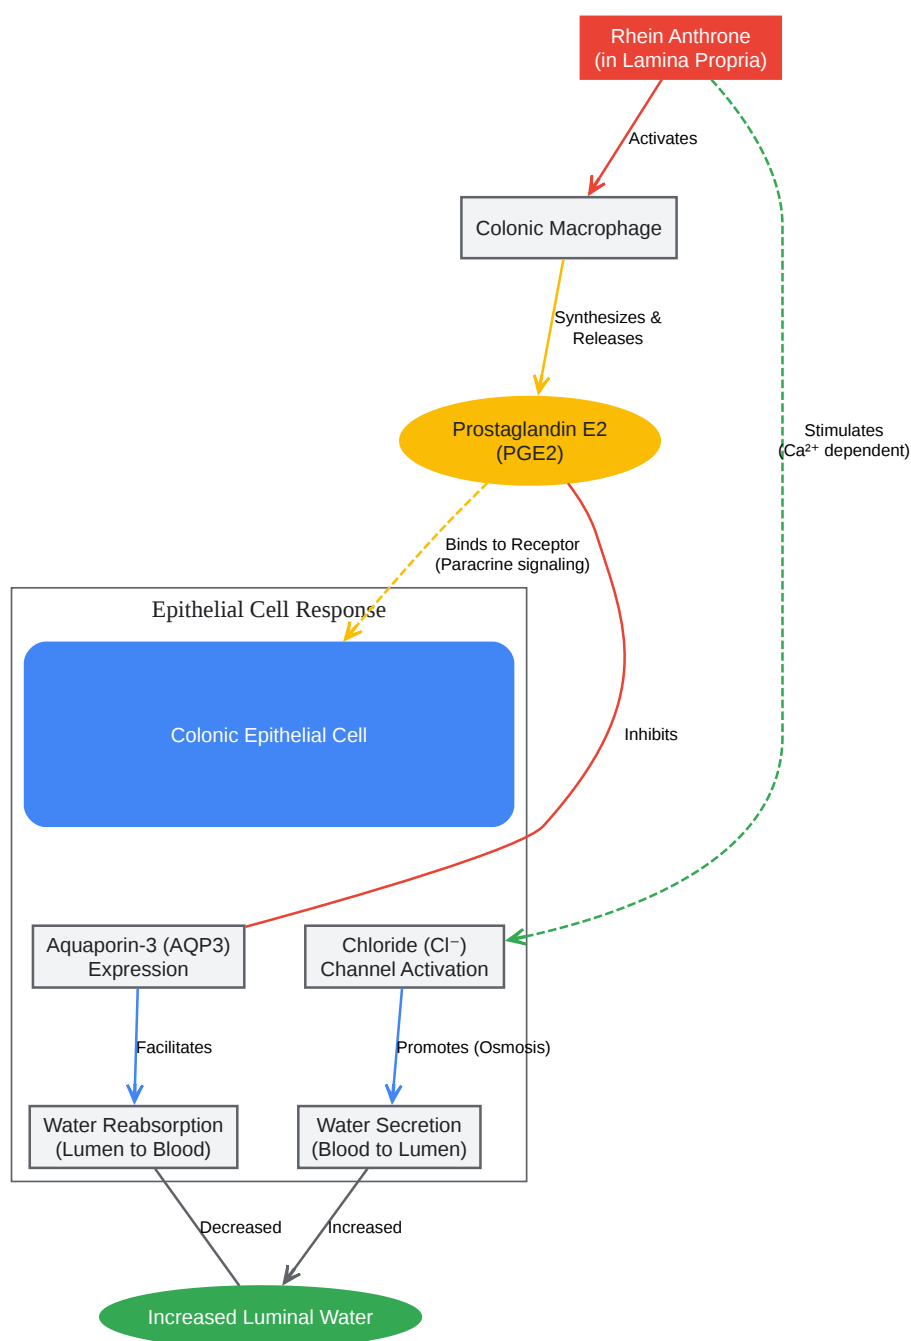 Rhein Anthrone
(in Lamina Propria)
Activates
Colonic Macrophage
Synthesizes &
Releases
Prostaglandin E2
(PGE2)
Stimulates
(Ca²⁺ dependent)
Binds to Receptor
(Paracrine signaling)
Epithelial Cell Response
Colonic Epithelial Cell
Inhibits
Aquaporin-3 (AQP3)
Expression
Chloride (Cl⁻)
Channel Activation
Facilitates
Promotes (Osmosis)
Water Reabsorption
(Lumen to Blood)
Water Secretion
(Blood to Lumen)
Decreased
Increased
Increased Luminal Water